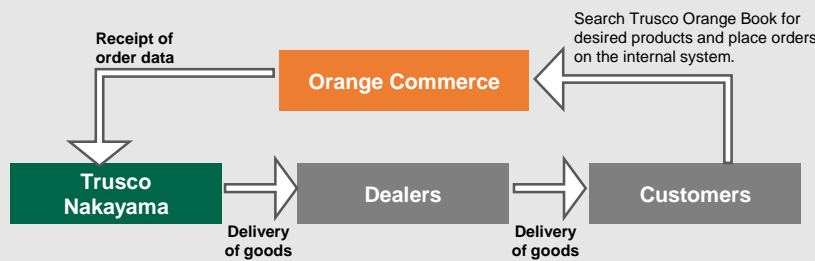 Search Trusco Orange Book for
desired products and place orders
on the internal system.
Receipt of
order data
Orange Commerce
Trusco
Nakayama
Dealers
Customers
Delivery
of goods
Delivery
of goods